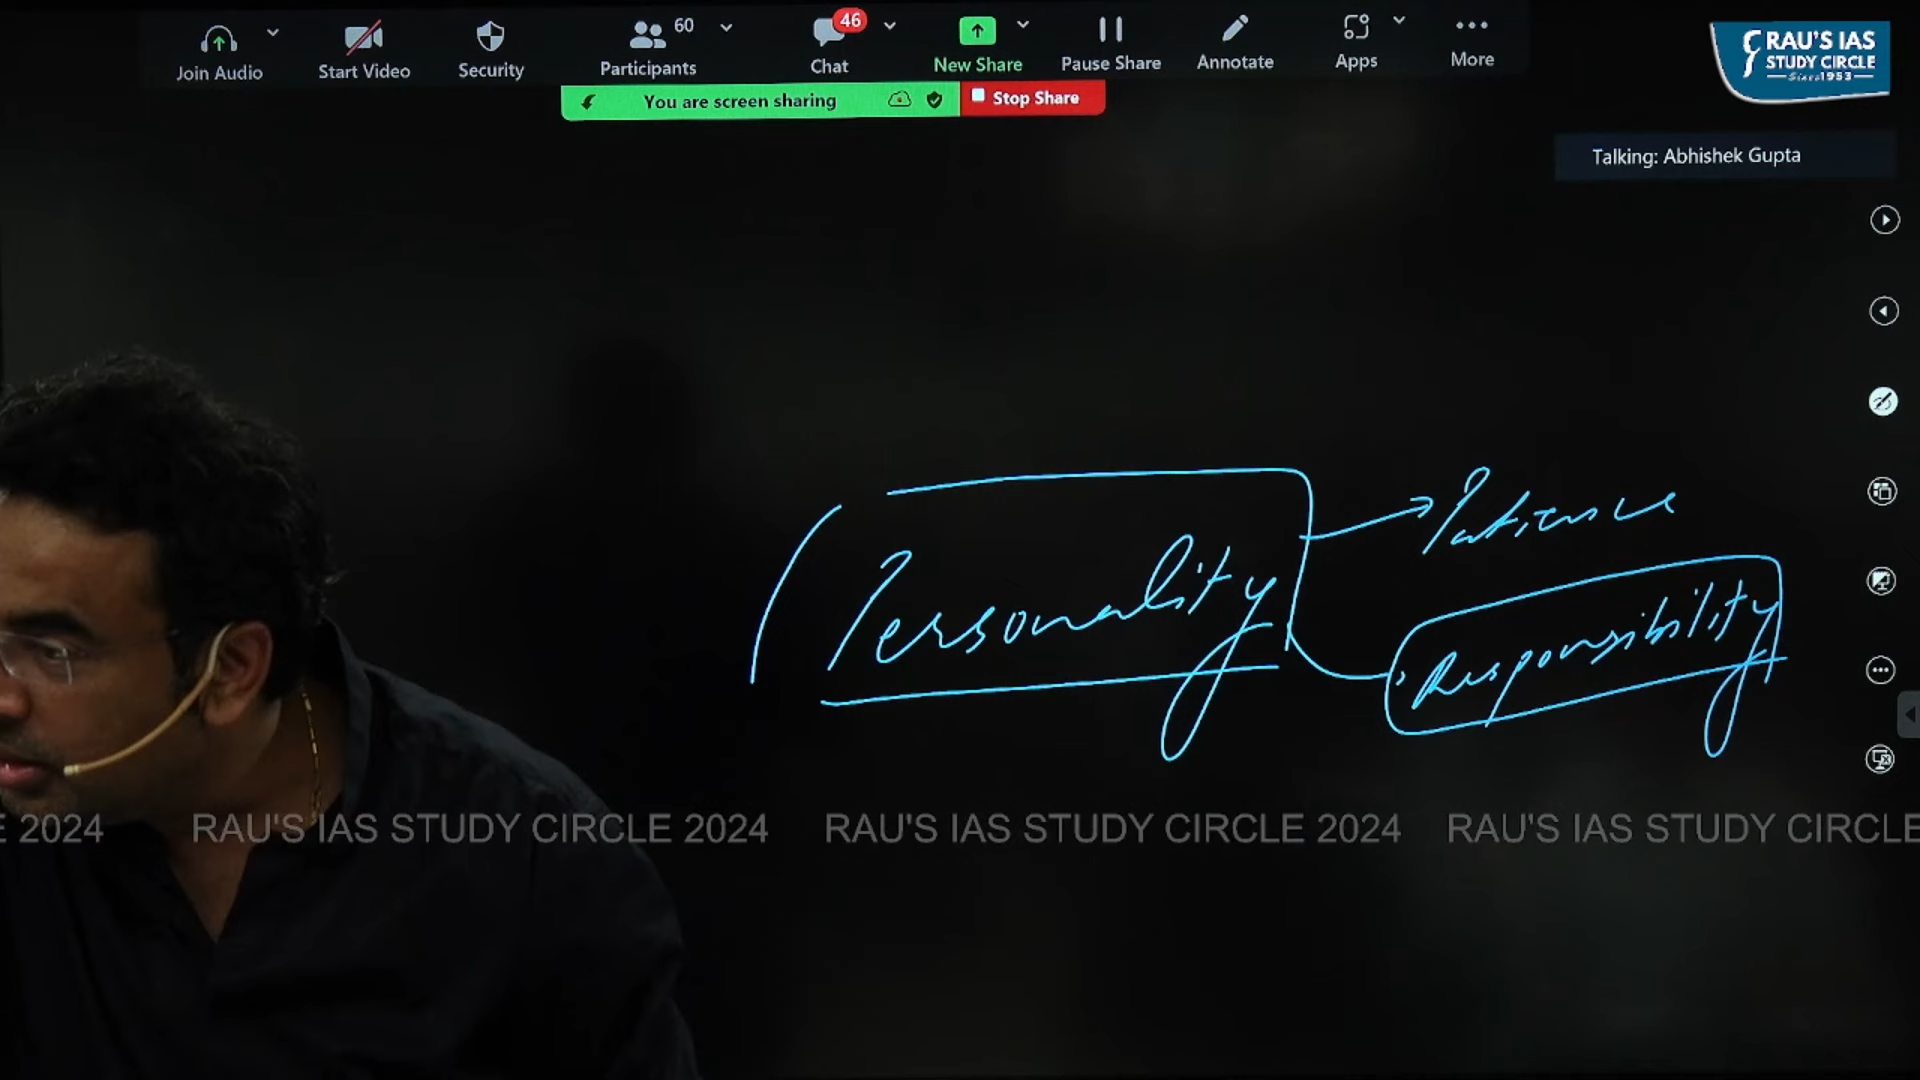 60
46
Join Audio
Start Video
Security
Participants
Chat
New Share
Pause Share
Annotate
Apps
More
You are screen sharing
Stop Share
RAU'S IAS
STUDY CIRCLE
Since 1953
Talking: Abhishek Gupta
Patience
Personality
Responsibility
E 2024 RAU'S IAS STUDY CIRCLE 2024 RAU'S IAS STUDY CIRCLE 2024 RAU'S IAS STUDY CIRCLE